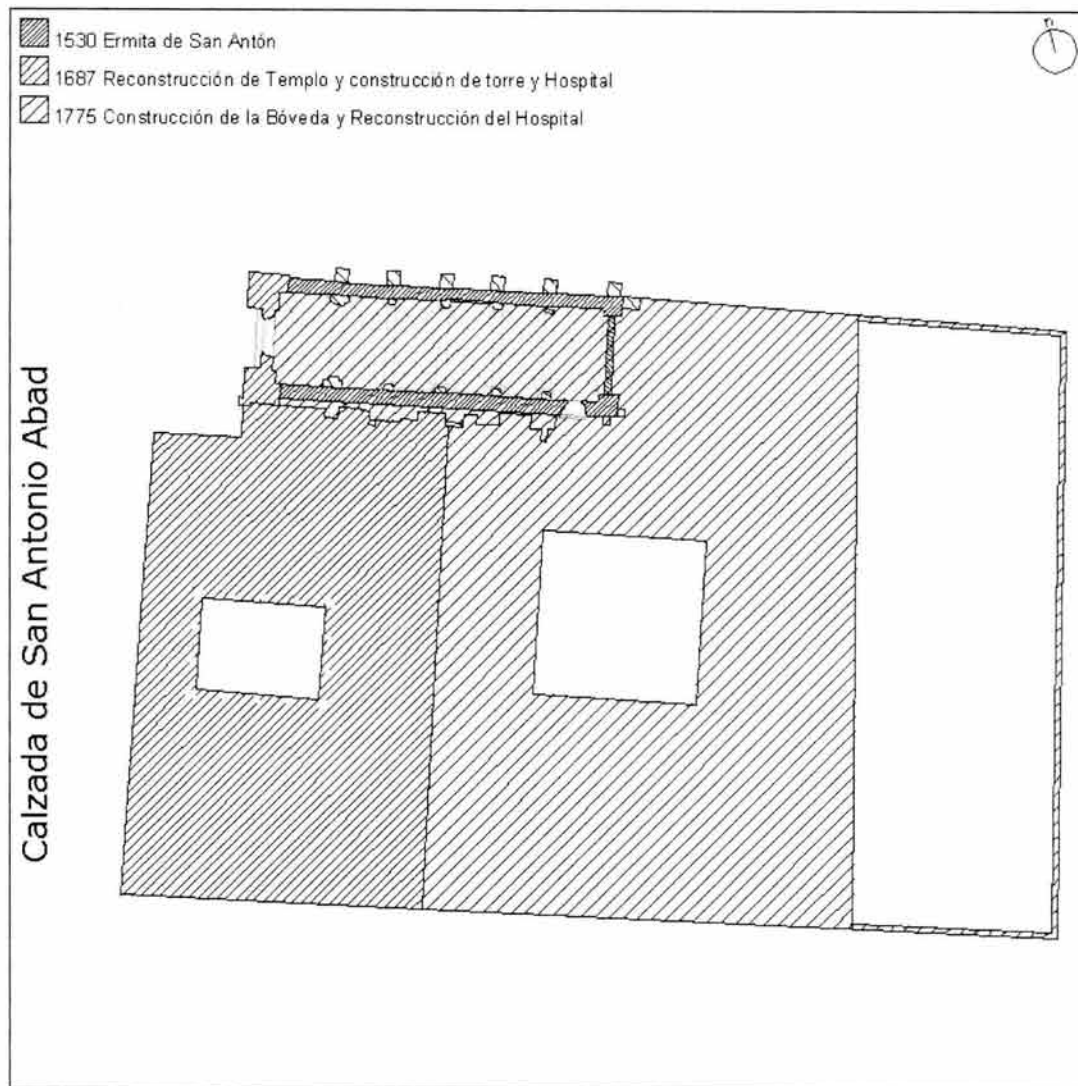 1530 Ermita de San Antón
1687 Reconstrucción de Templo y construcción de torre y Hospital
1775 Construcción de la Bóveda y Reconstrucción del Hospital
n
Calzada de San Antonio Abad